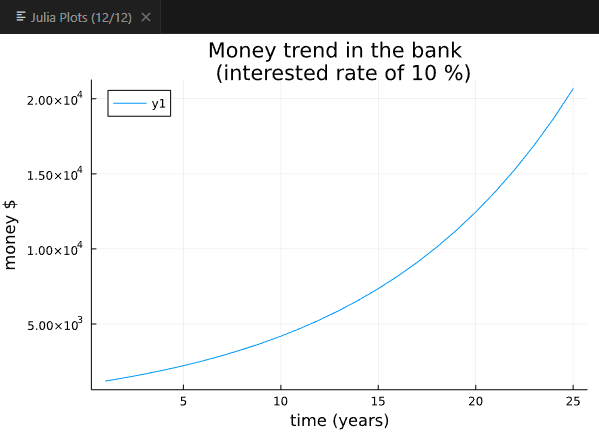 Julia Plots (12/12)
Money trend in the bank
(interested rate of 10 %)
y1
2.00×10⁴
1.50×10⁴
1.00×10⁴
5.00×10³
money $
5 10 15 20 25
time (years)